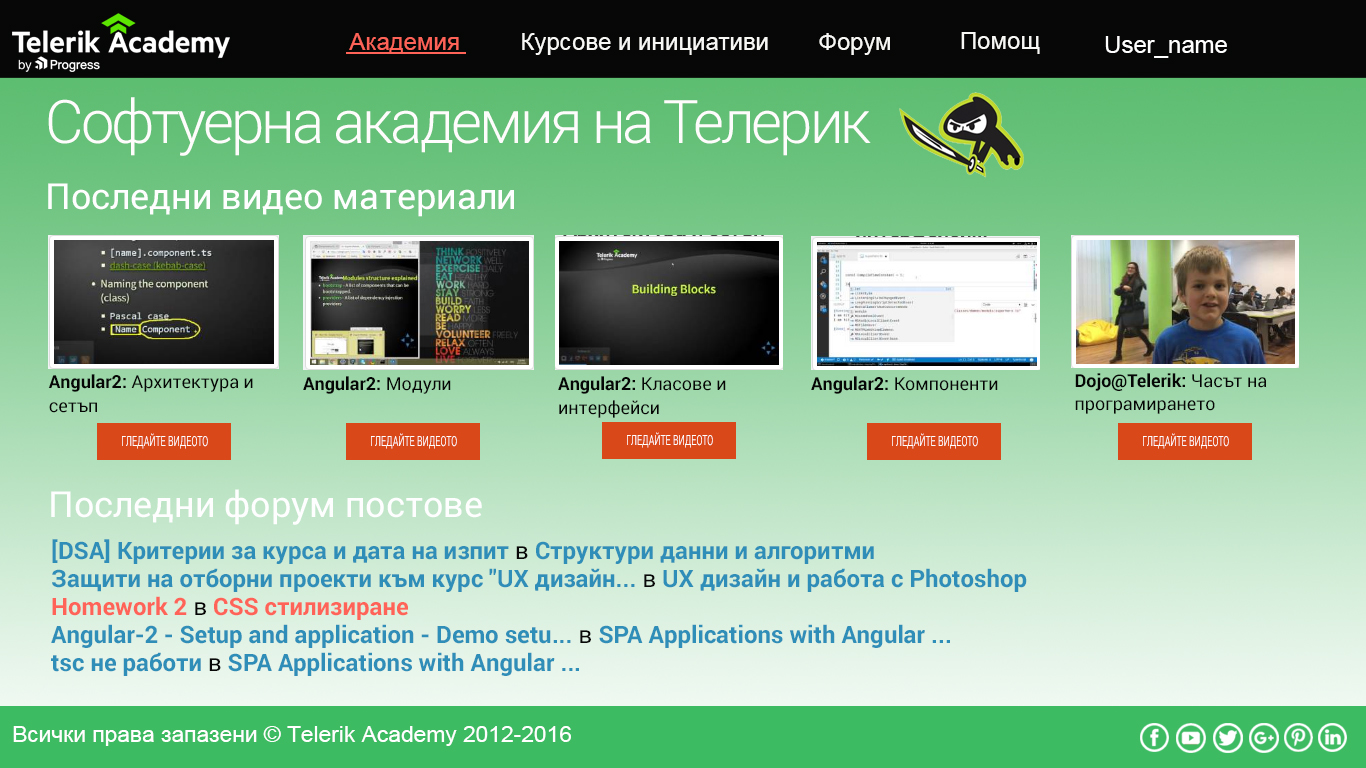 Telerik Academy
by Progress
Академия Курсове и инициативи Форум Помощ User_name
Софтуерна академия на Телерик
Последни видео материали
[name].component.ts
dash-case (kebab-case)
Naming the component
(class)
Pascal case
Name Component .
Modules structure explained
THINK POSITIVELY
NETWORK WELL
EXERCISE DAILY
EAT HEALTHY
WORK HARD
STAY STRONG
BUILD FAITH
WORRY LESS
READ MORE
BE HAPPY
VOLUNTEER FREELY
RELAX OFTEN
LOVE ALWAYS
LIVE
Telerik Academy
Building Blocks
Angular2: Архитектура и
сетъп
Angular2: Модули
Angular2: Класове и
интерфейси
Angular2: Компоненти
Dojo@Telerik: Часът на
програмирането
ГЛЕДАЙТЕ ВИДЕОТО ГЛЕДАЙТЕ ВИДЕОТО ГЛЕДАЙТЕ ВИДЕОТО ГЛЕДАЙТЕ ВИДЕОТО ГЛЕДАЙТЕ ВИДЕОТО
Последни форум постове
[DSA] Критерии за курса и дата на изпит в Структури данни и алгоритми
Защити на отборни проекти към курс "UX дизайн... в UX дизайн и работа с Photoshop
Homework 2 в CSS стилизиране
Angular-2 - Setup and application - Demo setu... в SPA Applications with Angular ...
tsc не работи в SPA Applications with Angular ...
Всички права запазени © Telerik Academy 2012-2016